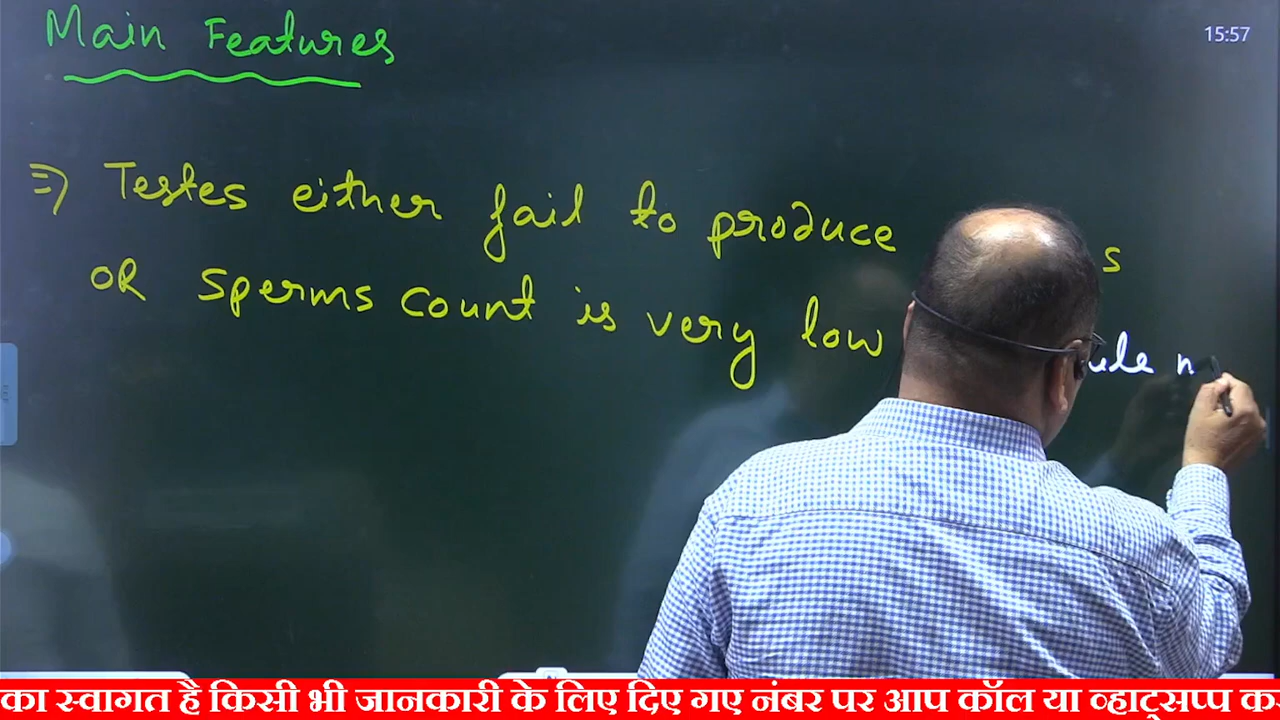 Main Features
15:57
⇒ Testes either fail to produce
OR sperms count is very low
का स्वागत है किसी भी जानकारी के लिए दिए गए नंबर पर आप कॉल या व्हाट्सप्प